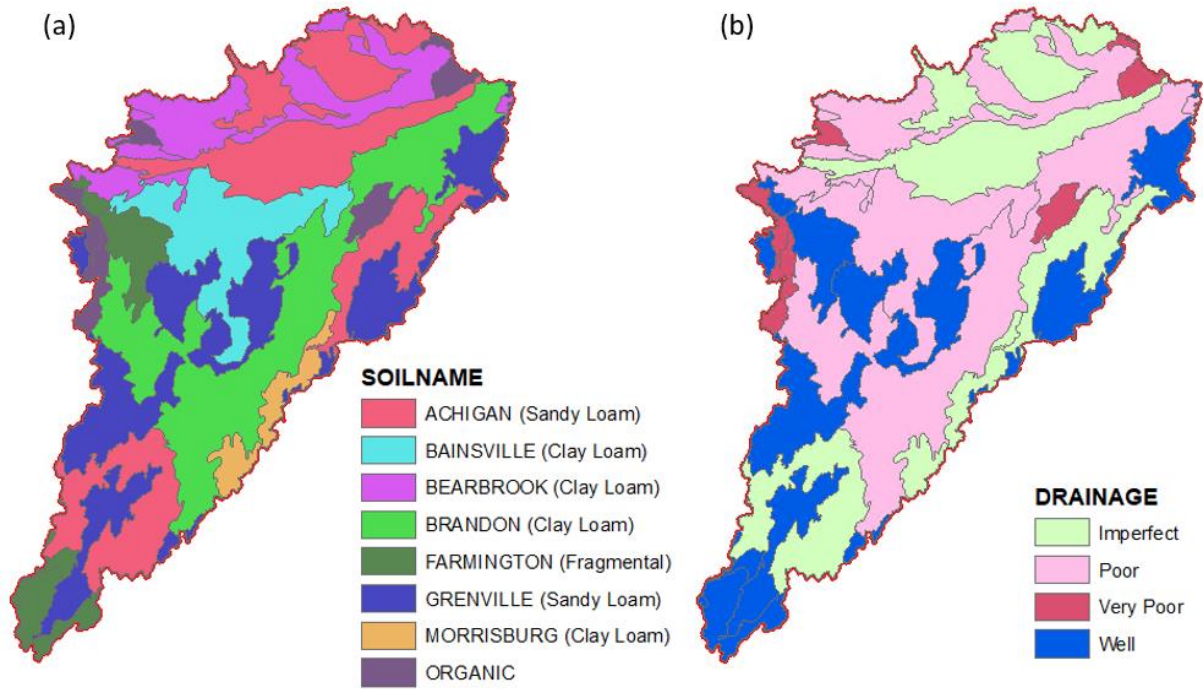 (a)
SOILNAME
ACHIGAN (Sandy Loam)
BAINSVILLE (Clay Loam)
BEARBROOK (Clay Loam)
BRANDON (Clay Loam)
FARMINGTON (Fragmental)
GRENVILLE (Sandy Loam)
MORRISBURG (Clay Loam)
ORGANIC
(b)
DRAINAGE
Imperfect
Poor
Very Poor
Well